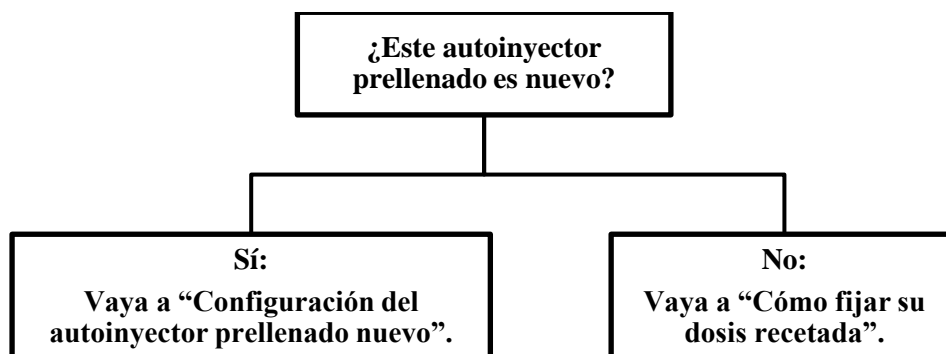 ¿Este autoinyector
prellenado es nuevo?
Sí:
Vaya a “Configuración del
autoinyector prellenado nuevo”.
No:
Vaya a “Cómo fijar su
dosis recetada”.